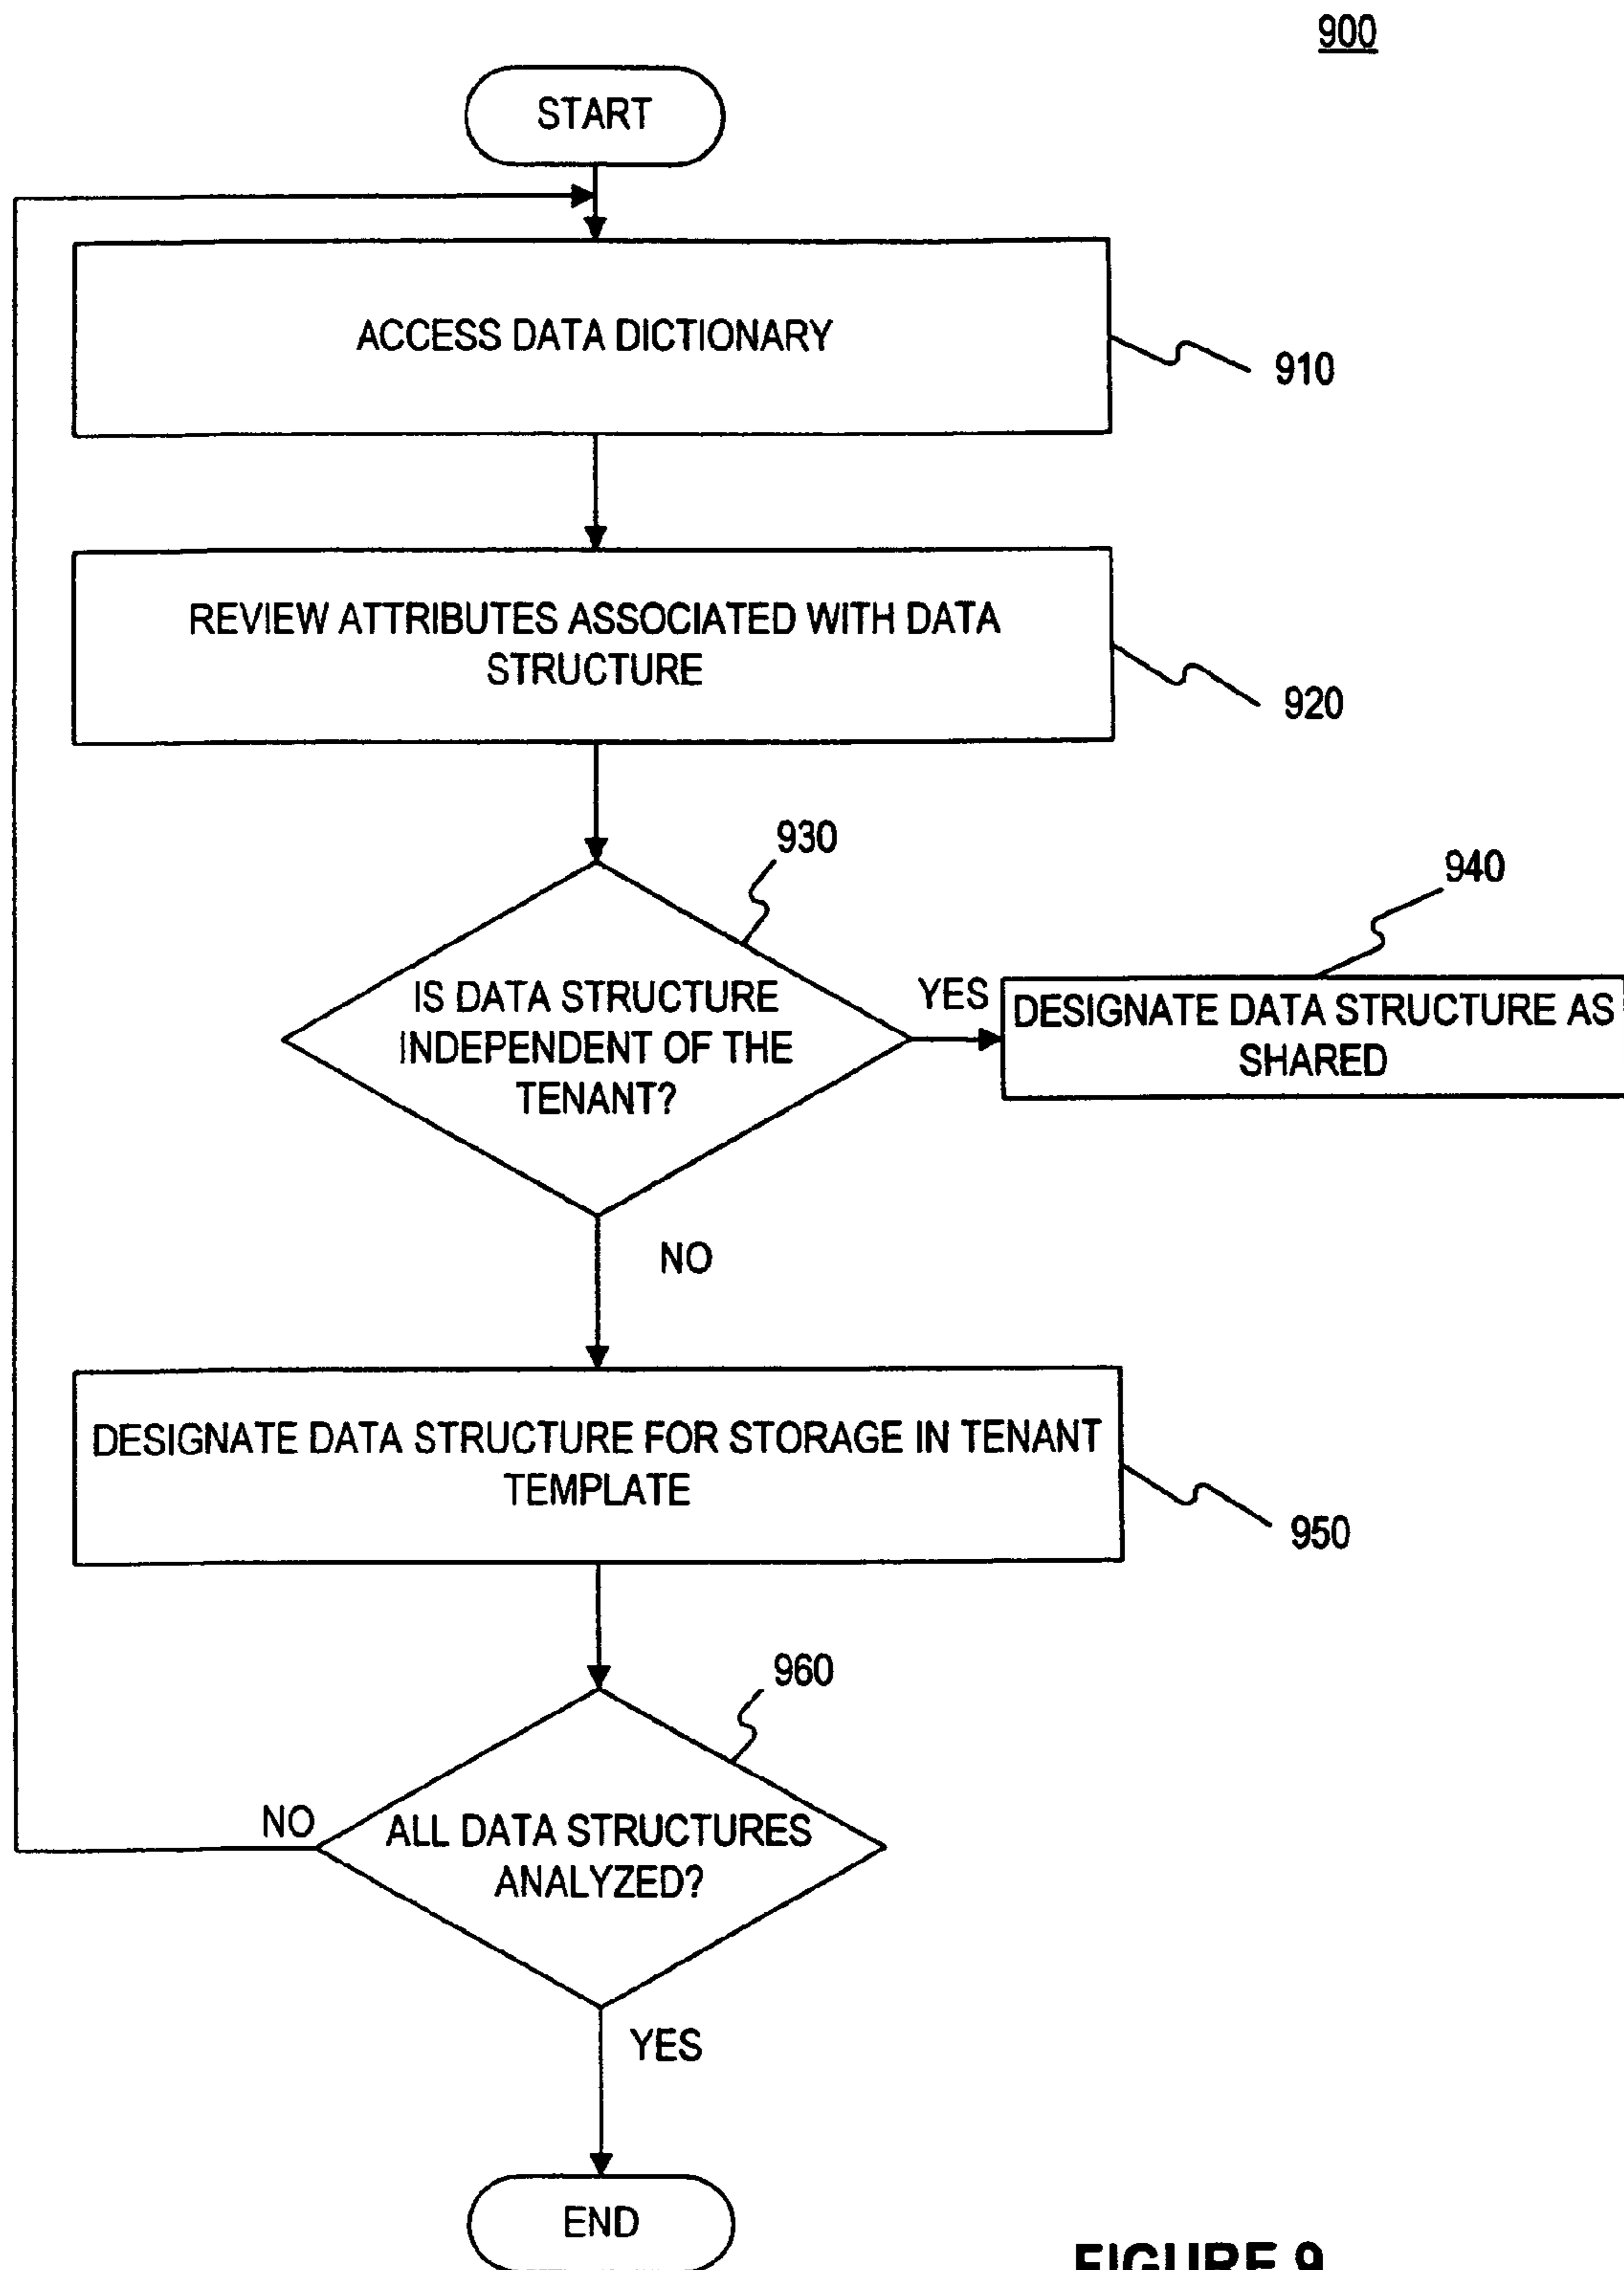 900
START
ACCESS DATA DICTIONARY
910
REVIEW ATTRIBUTES ASSOCIATED WITH DATA
STRUCTURE
920
930
IS DATA STRUCTURE
INDEPENDENT OF THE
TENANT?
YES
940
DESIGNATE DATA STRUCTURE AS
SHARED
NO
DESIGNATE DATA STRUCTURE FOR STORAGE IN TENANT
TEMPLATE
950
960
ALL DATA STRUCTURES
ANALYZED?
NO
YES
END
FIGURE 9